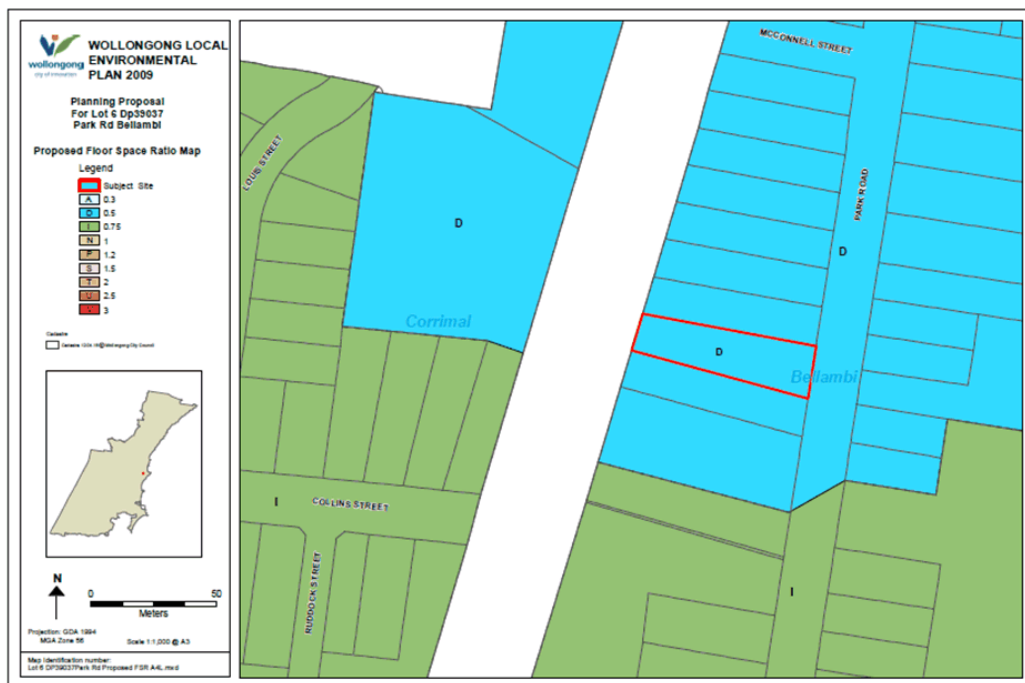 wollongong
city of innovation
WOLLONGONG LOCAL
ENVIRONMENTAL
PLAN 2009
Planning Proposal
For Lot 6 Dp39037
Park Rd Bellambi
Proposed Floor Space Ratio Map
Legend
Subject Site
A 0.3
D 0.5
I 0.75
N 1
P 1.2
S 1.5
T 2
U 2.5
3
Cadastre
N
0 50
Meters
Projection: GDA 1994
MGA Zone 56
Scale 1:1,000 @ A3
Map Identification number:
Lot 6 DP39037Park Rd Proposed FSR A4L.mxd
MCCONNELL STREET
LOUIS STREET
PARK ROAD
D
D
Corrimal
D
Bellambi
I
COLLINS STREET
RUDDOCK STREET
I